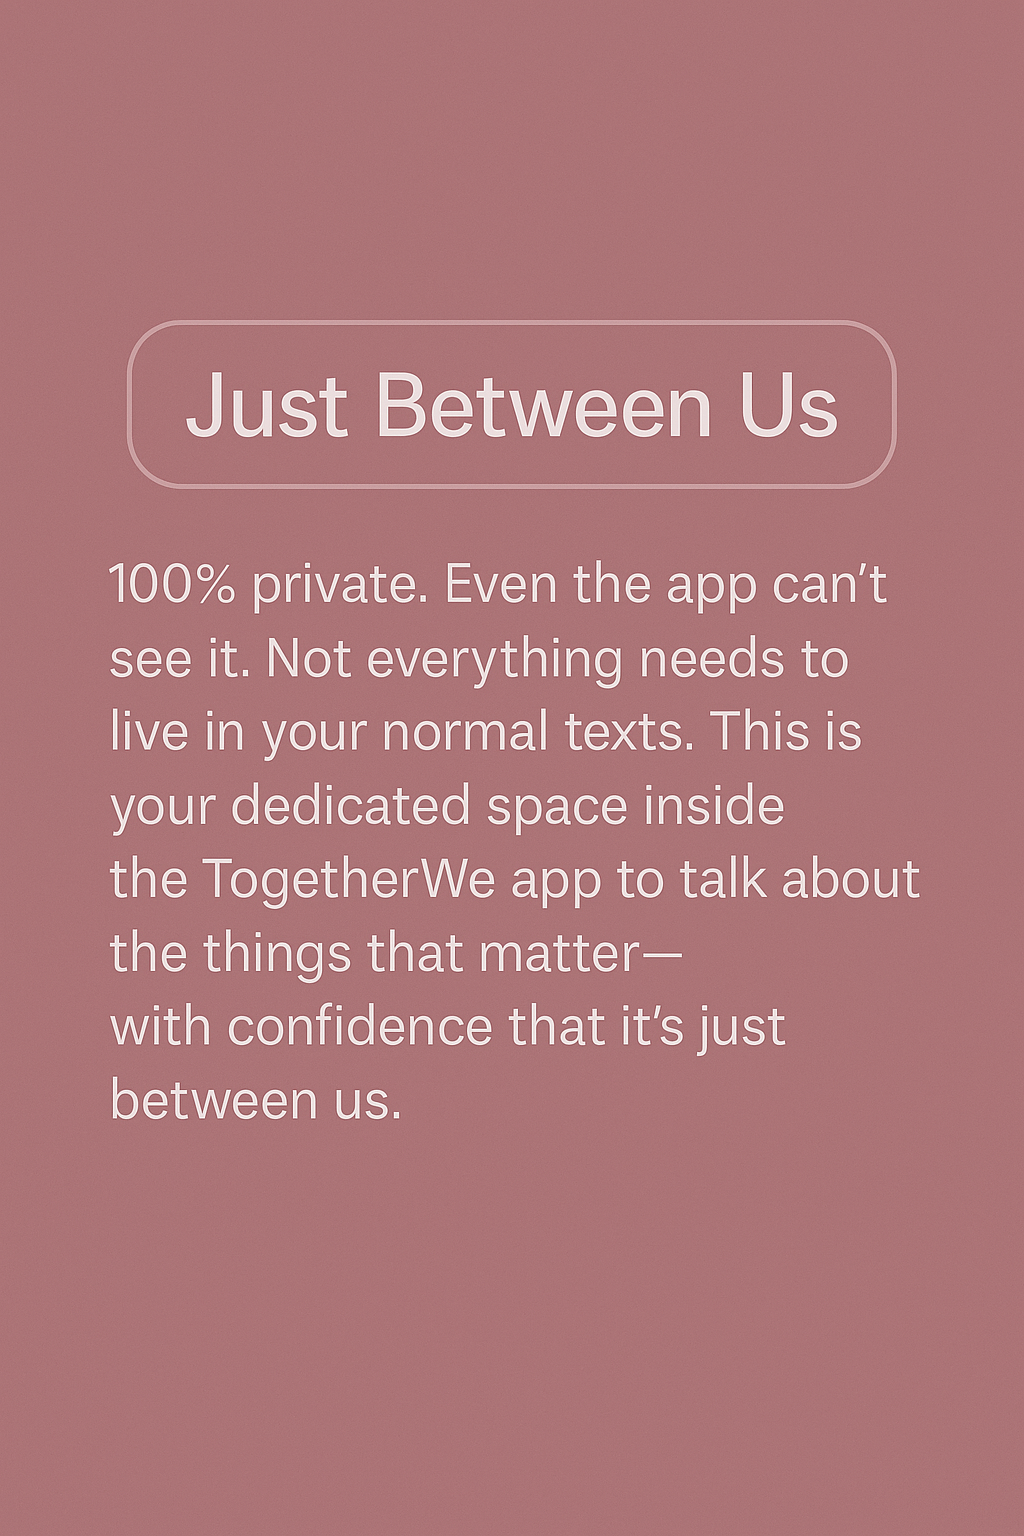 Just Between Us
100% private. Even the app can’t
see it. Not everything needs to
live in your normal texts. This is
your dedicated space inside
the TogetherWe app to talk about
the things that matter—
with confidence that it’s just
between us.